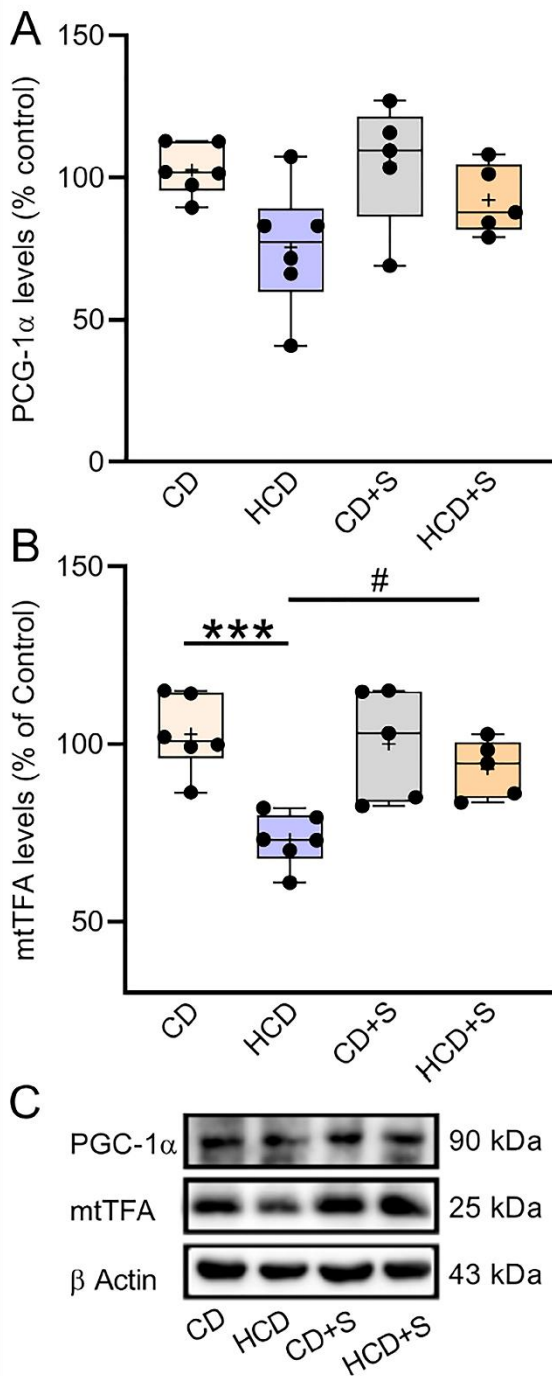 A
PCG-1α levels (% control)
150
100
50
0
CD
HCD
CD+S
HCD+S
B
mtTFA levels (% of Control)
150
100
50
***
#
CD
HCD
CD+S
HCD+S
C
PGC-1α 90 kDa
mtTFA 25 kDa
β Actin 43 kDa
CD
HCD
CD+S
HCD+S